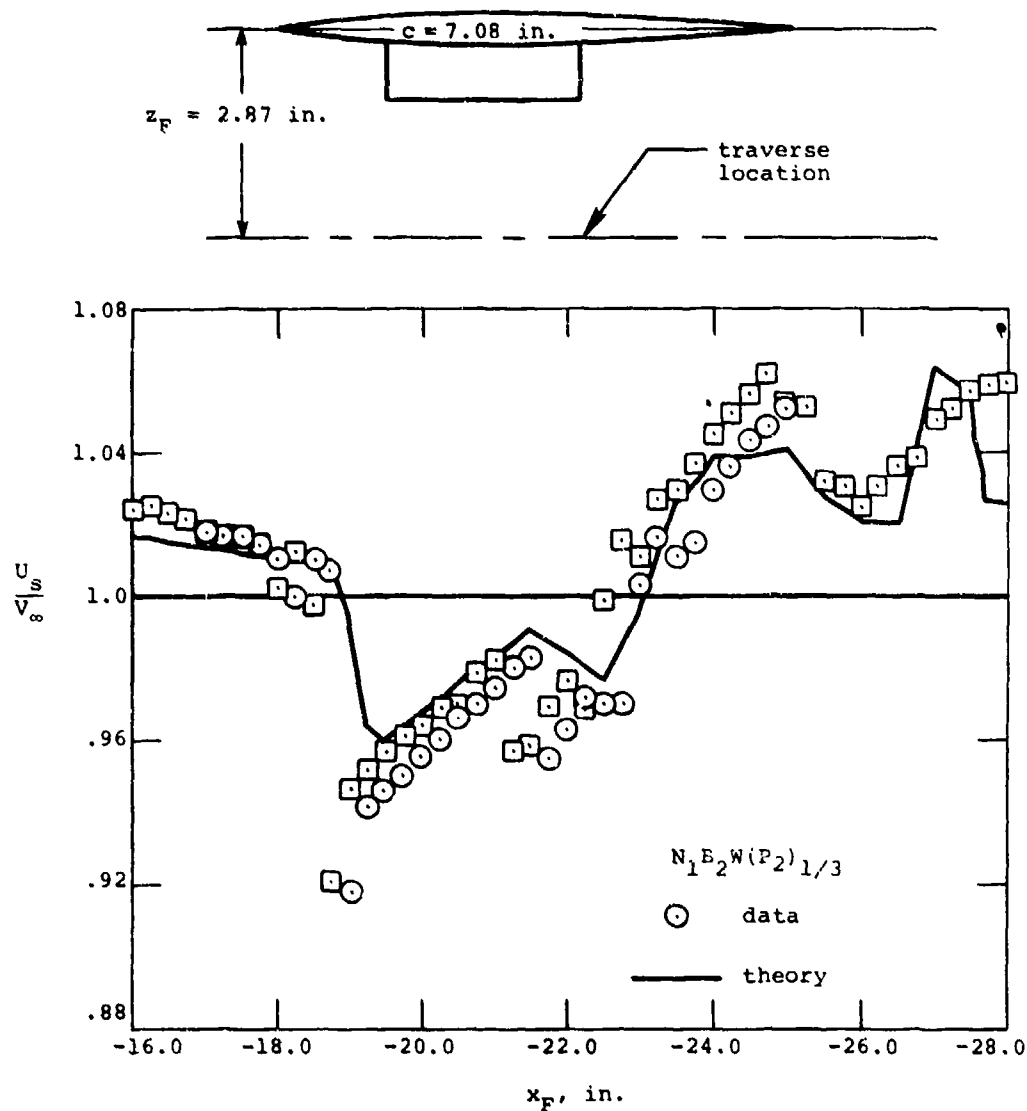 c = 7.08 in.
z_F = 2.87 in.
traverse
location
1.08
1.04
U_s
V_∞
1.0
.96
.92
.88
N_1B_2W(P_2)_1/3
data
theory
-16.0 -18.0 -20.0 -22.0 -24.0 -26.0 -28.0
x_F, in.